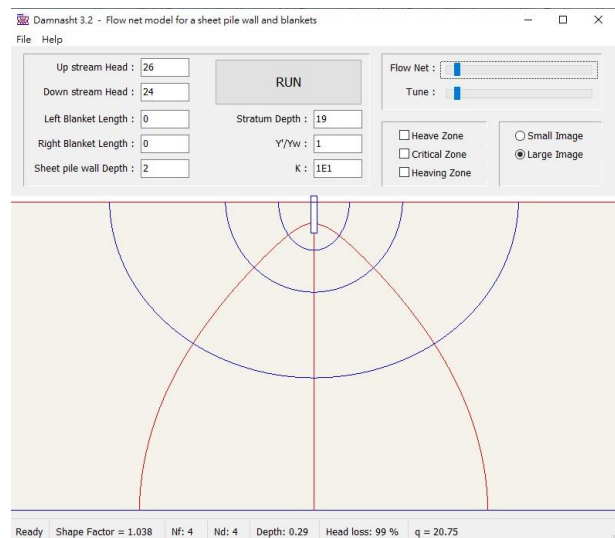 Damnasht 3.2 - Flow net model for a sheet pile wall and blankets
File Help
Up stream Head : 26
Down stream Head : 24
Left Blanket Length : 0
Right Blanket Length : 0
Sheet pile wall Depth : 2
RUN
Stratum Depth : 19
Y'/Yw : 1
K : 1E1
Flow Net :
Tune :
Heave Zone
Critical Zone
Heaving Zone
Small Image
Large Image
Ready Shape Factor = 1.038 Nf: 4 Nd: 4 Depth: 0.29 Head loss: 99 % q = 20.75